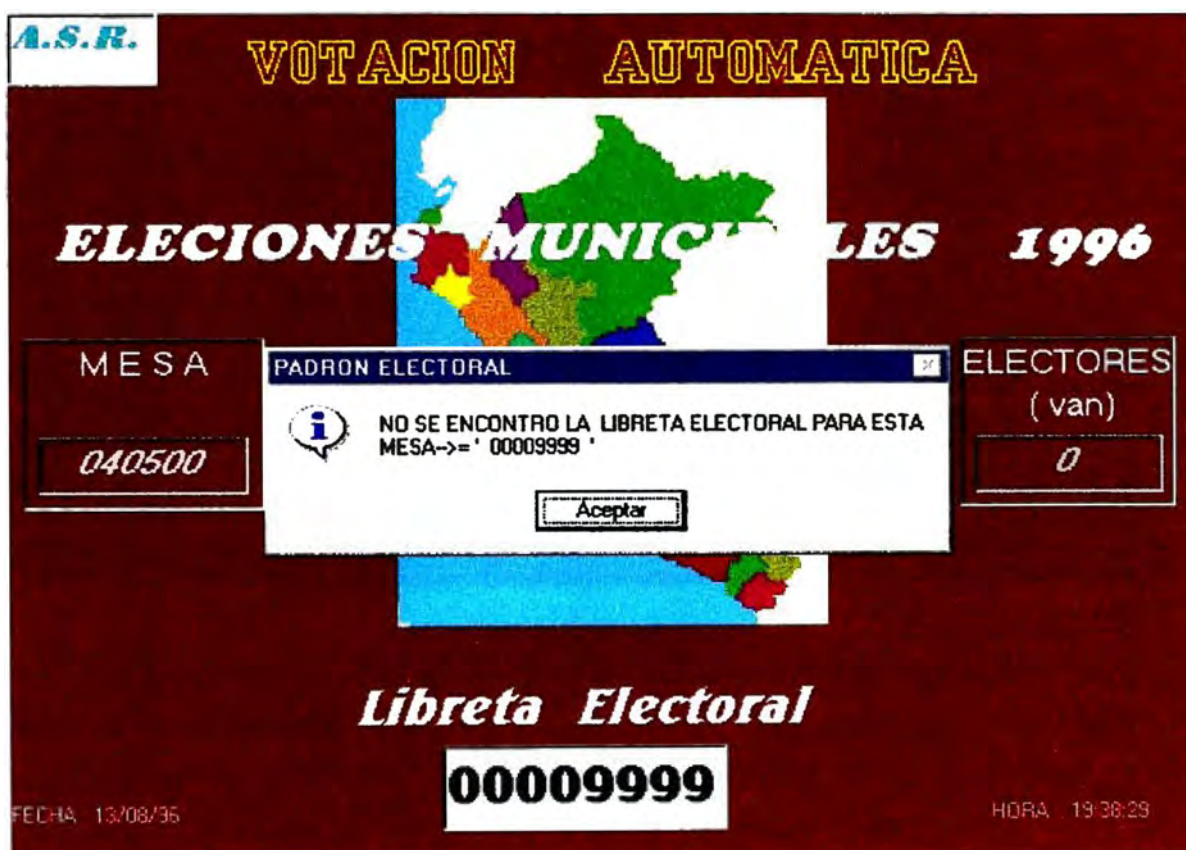 A.S.R.
VOTACION AUTOMATICA
ELECIONES MUNICIPALES 1996
MESA
040500
PADRON ELECTORAL
NO SE ENCONTRO LA LIBRETA ELECTORAL PARA ESTA
MESA-->= ' 00009999 '
Aceptar
ELECTORES
( van)
0
Libreta Electoral
00009999
FECHA 13/08/96
HORA 19:38:29